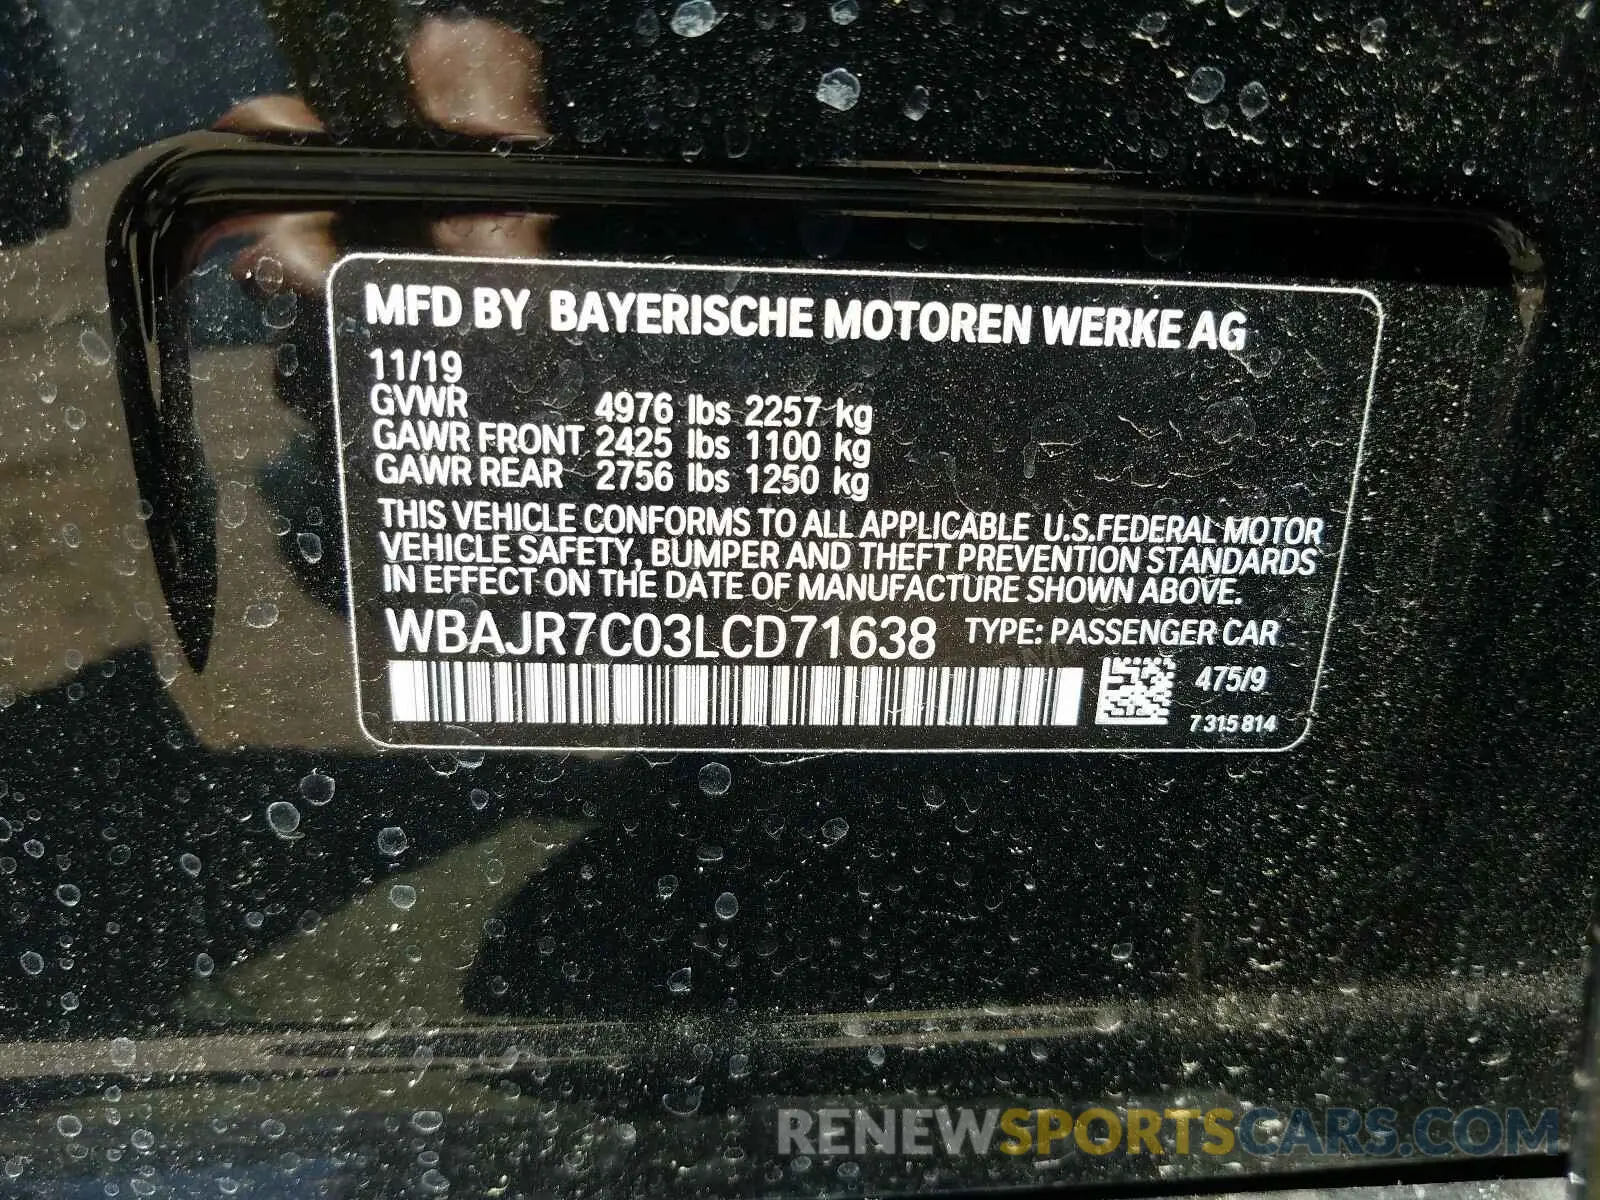 MFD BY BAYERISCHE MOTOREN WERKE AG
11/19
GVWR 4976 lbs 2257 kg
GAWR FRONT 2425 lbs 1100 kg
GAWR REAR 2756 lbs 1250 kg
THIS VEHICLE CONFORMS TO ALL APPLICABLE U.S.FEDERAL MOTOR
VEHICLE SAFETY, BUMPER AND THEFT PREVENTION STANDARDS
IN EFFECT ON THE DATE OF MANUFACTURE SHOWN ABOVE.
WBAJR7C03LCD71638 TYPE: PASSENGER CAR
475/9
7 315 814
RENEWSPORTSCARS.COM